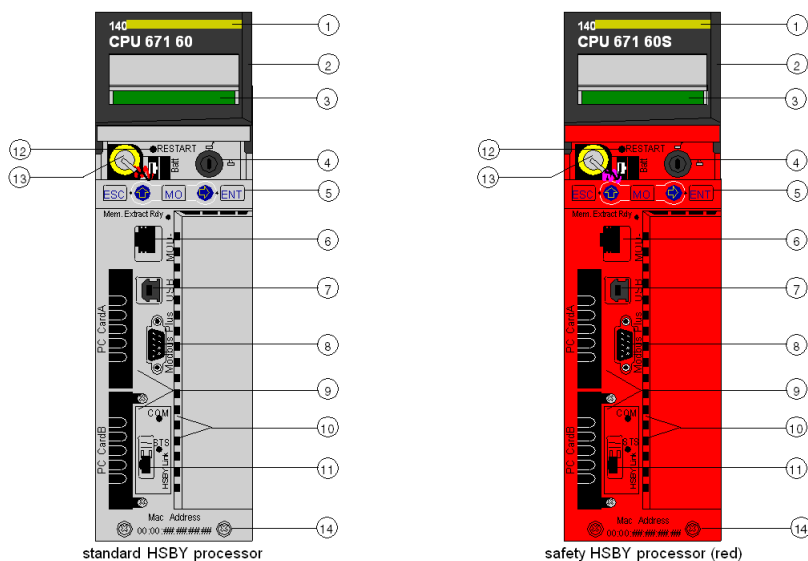 140
CPU 671 60
1
2
3
12
RESTART
Batt
4
13
ESC
MO
ENT
5
Mem. Extract Rdy
MOD-
6
USB
7
PC CardA
Modbus Plus
8
9
COM
10
STS
PC CardB
HSBY Link
11
Mac Address
00:00:##:##:##:##
14
standard HSBY processor
140
CPU 671 60S
1
2
3
12
RESTART
Batt
4
13
ESC
MO
ENT
5
Mem. Extract Rdy
MOD-
6
USB
7
PC CardA
Modbus Plus
8
9
COM
10
STS
PC CardB
HSBY Link
11
Mac Address
00:00:##:##:##:##
14
safety HSBY processor (red)